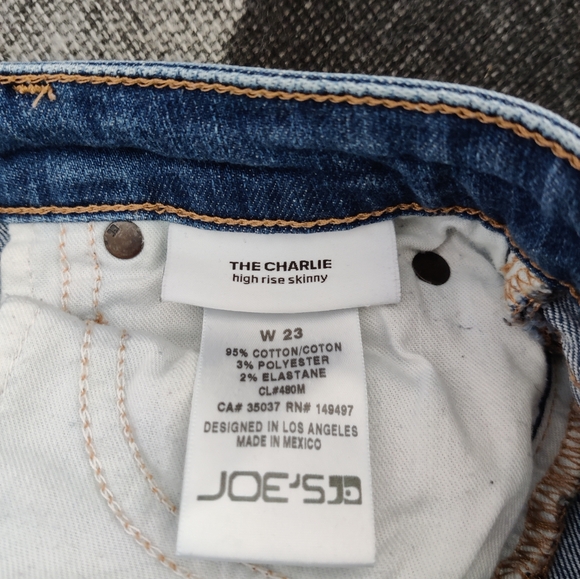 THE CHARLIE
high rise skinny
W 23
95% COTTON/COTON
3% POLYESTER
2% ELASTANE
CL#480M
CA# 35037 RN# 149497
DESIGNED IN LOS ANGELES
MADE IN MEXICO
JOE'S